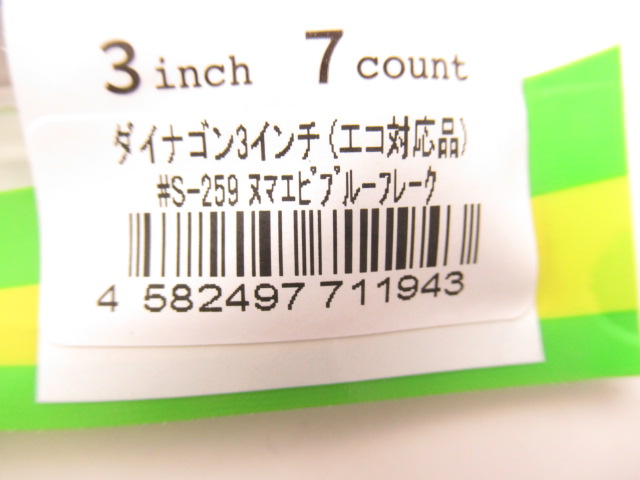 3 inch 7 count
ダイナゴン3インチ(エコ対応品)
#S-259 ヌマエビブルーフレーク
4 582497 711943